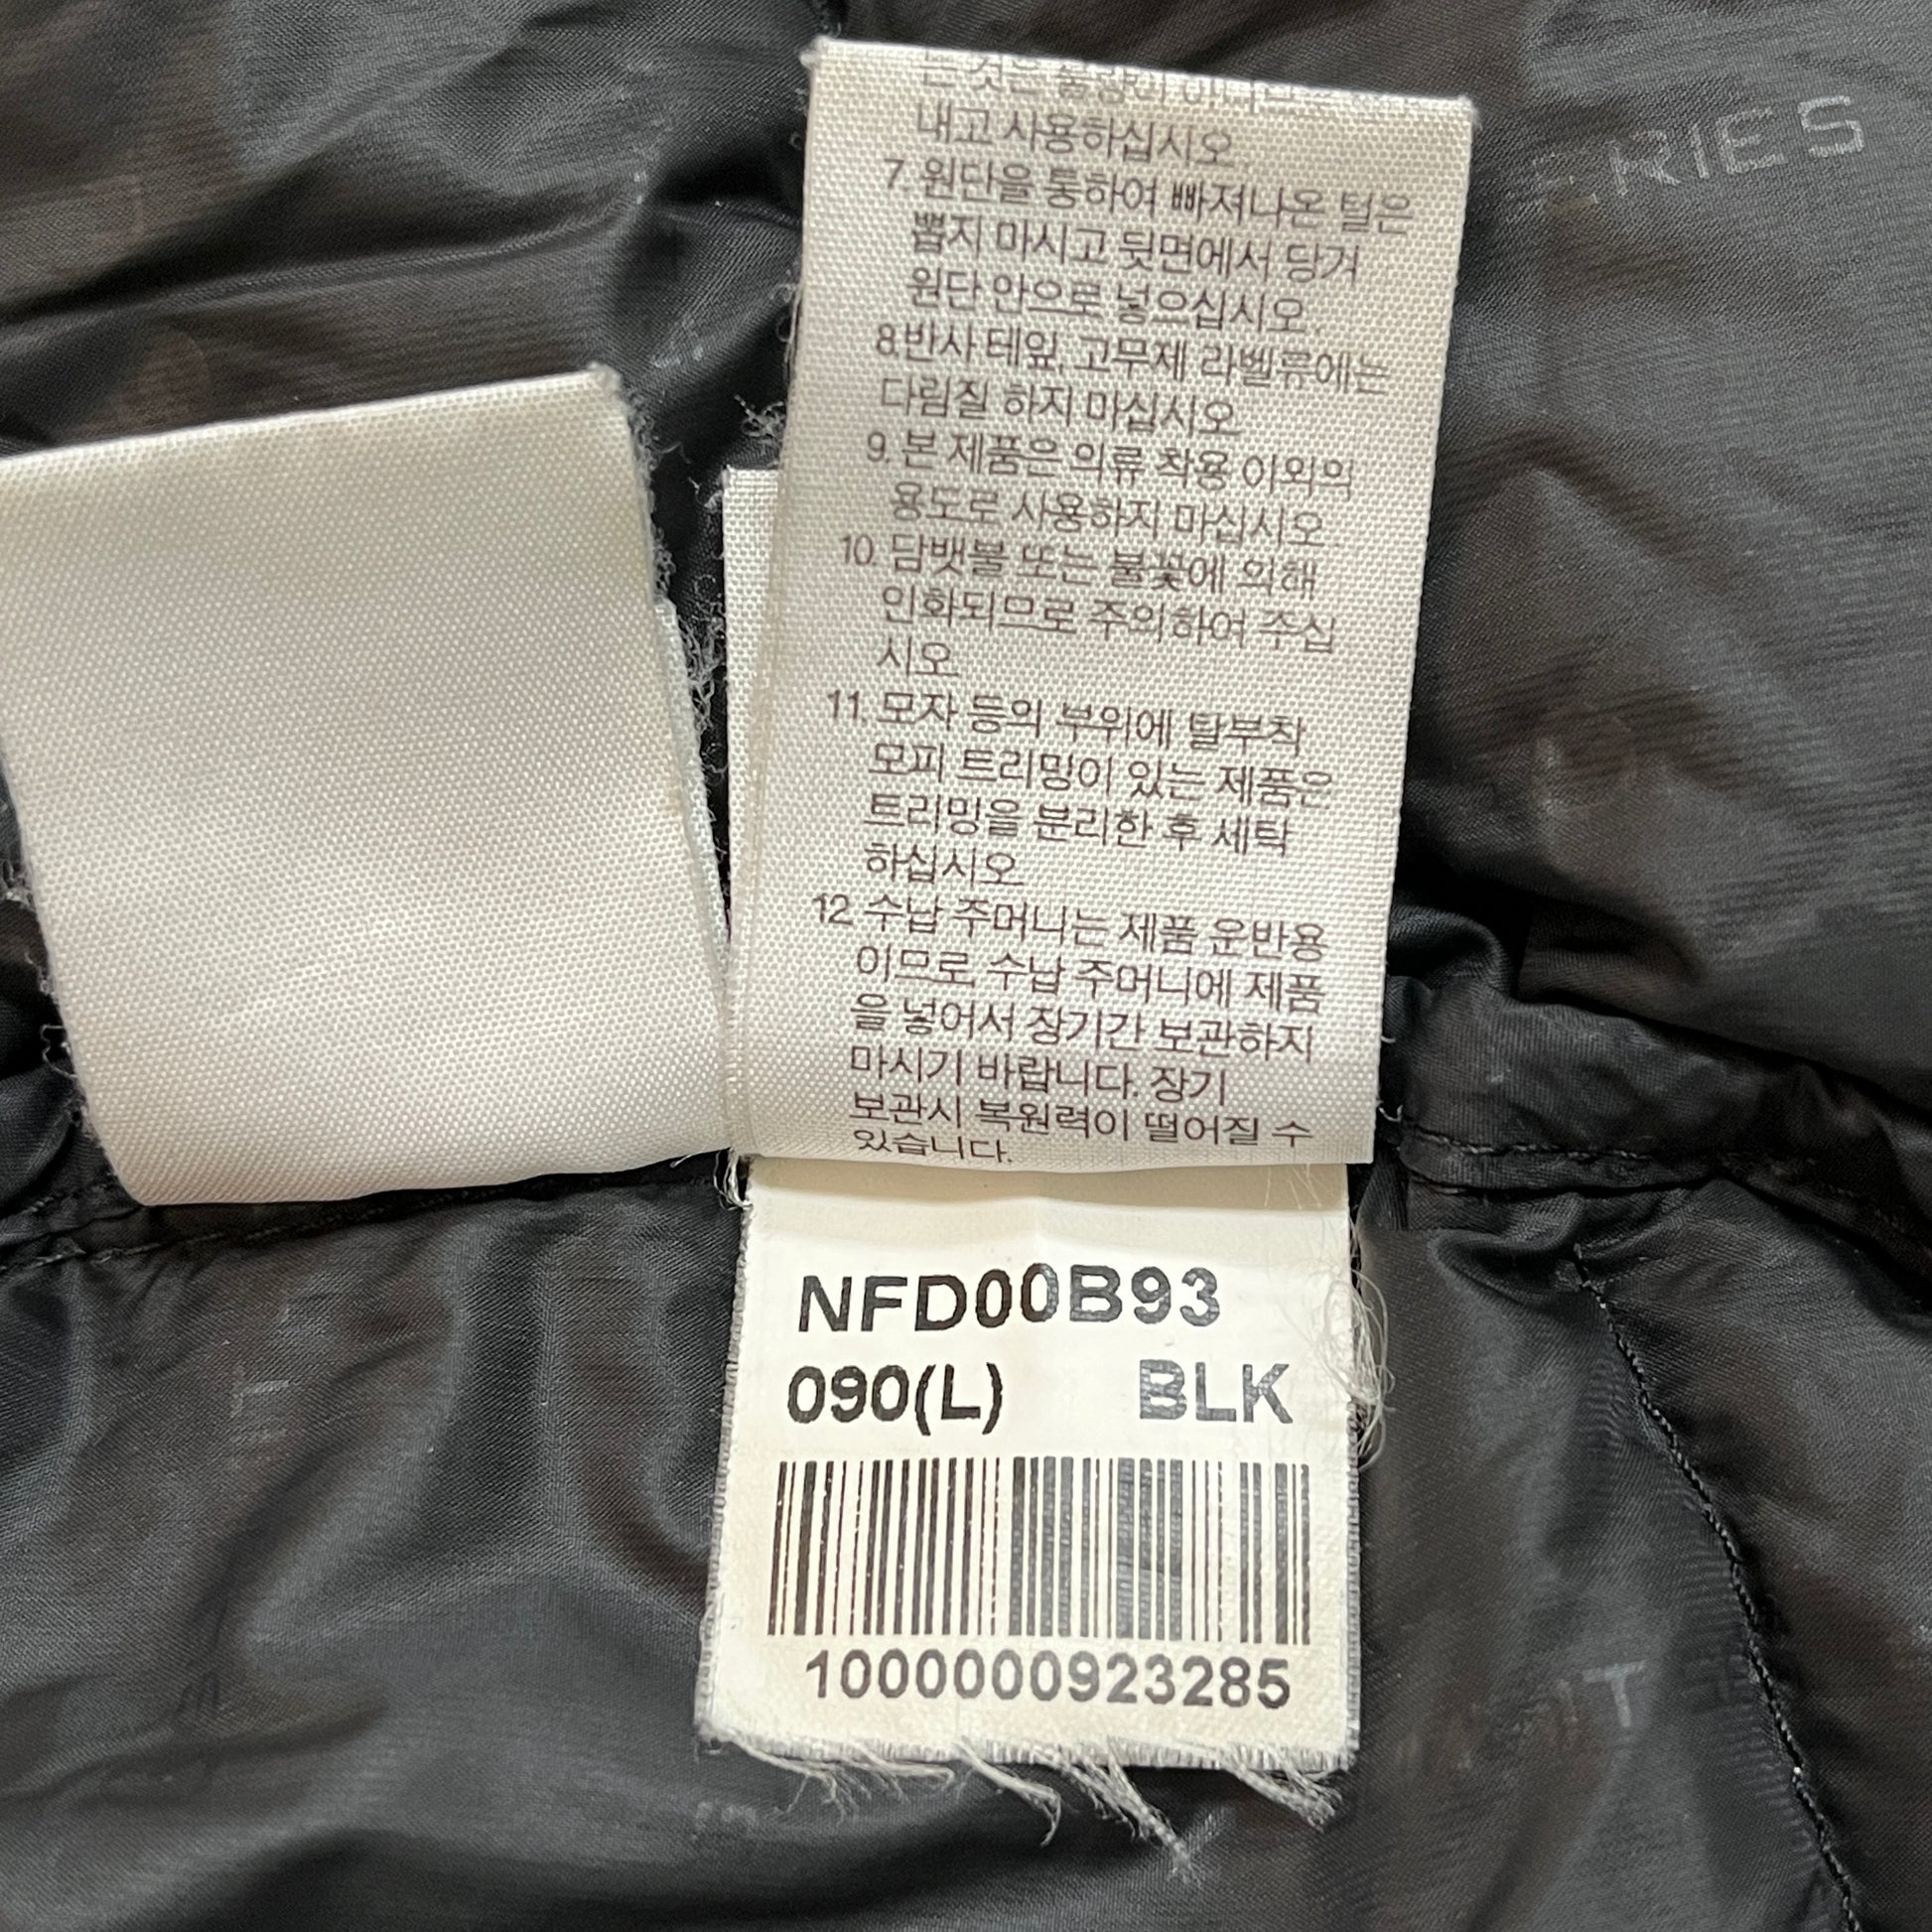 는 것은 불량이 아니므로
내고 사용하십시오.
ERIES
7. 원단을 통하여 빠져나온 털은
뽑지 마시고 뒷면에서 당겨
원단 안으로 넣으십시오.
8.반사 테잎, 고무제 라벨류에는
다림질 하지 마십시오.
9. 본 제품은 의류 착용 이외의
용도로 사용하지 마십시오.
10. 담뱃불 또는 불꽃에 의해
인화되므로 주의하여 주십
시오.
11. 모자 등의 부위에 탈부착
모피 트리밍이 있는 제품은
트리밍을 분리한 후 세탁
하십시오.
12. 수납 주머니는 제품 운반용
이므로, 수납 주머니에 제품
을 넣어서 장기간 보관하지
마시기 바랍니다. 장기
보관시 복원력이 떨어질 수
있습니다.
NFD00B93
090(L) BLK
1000000923285